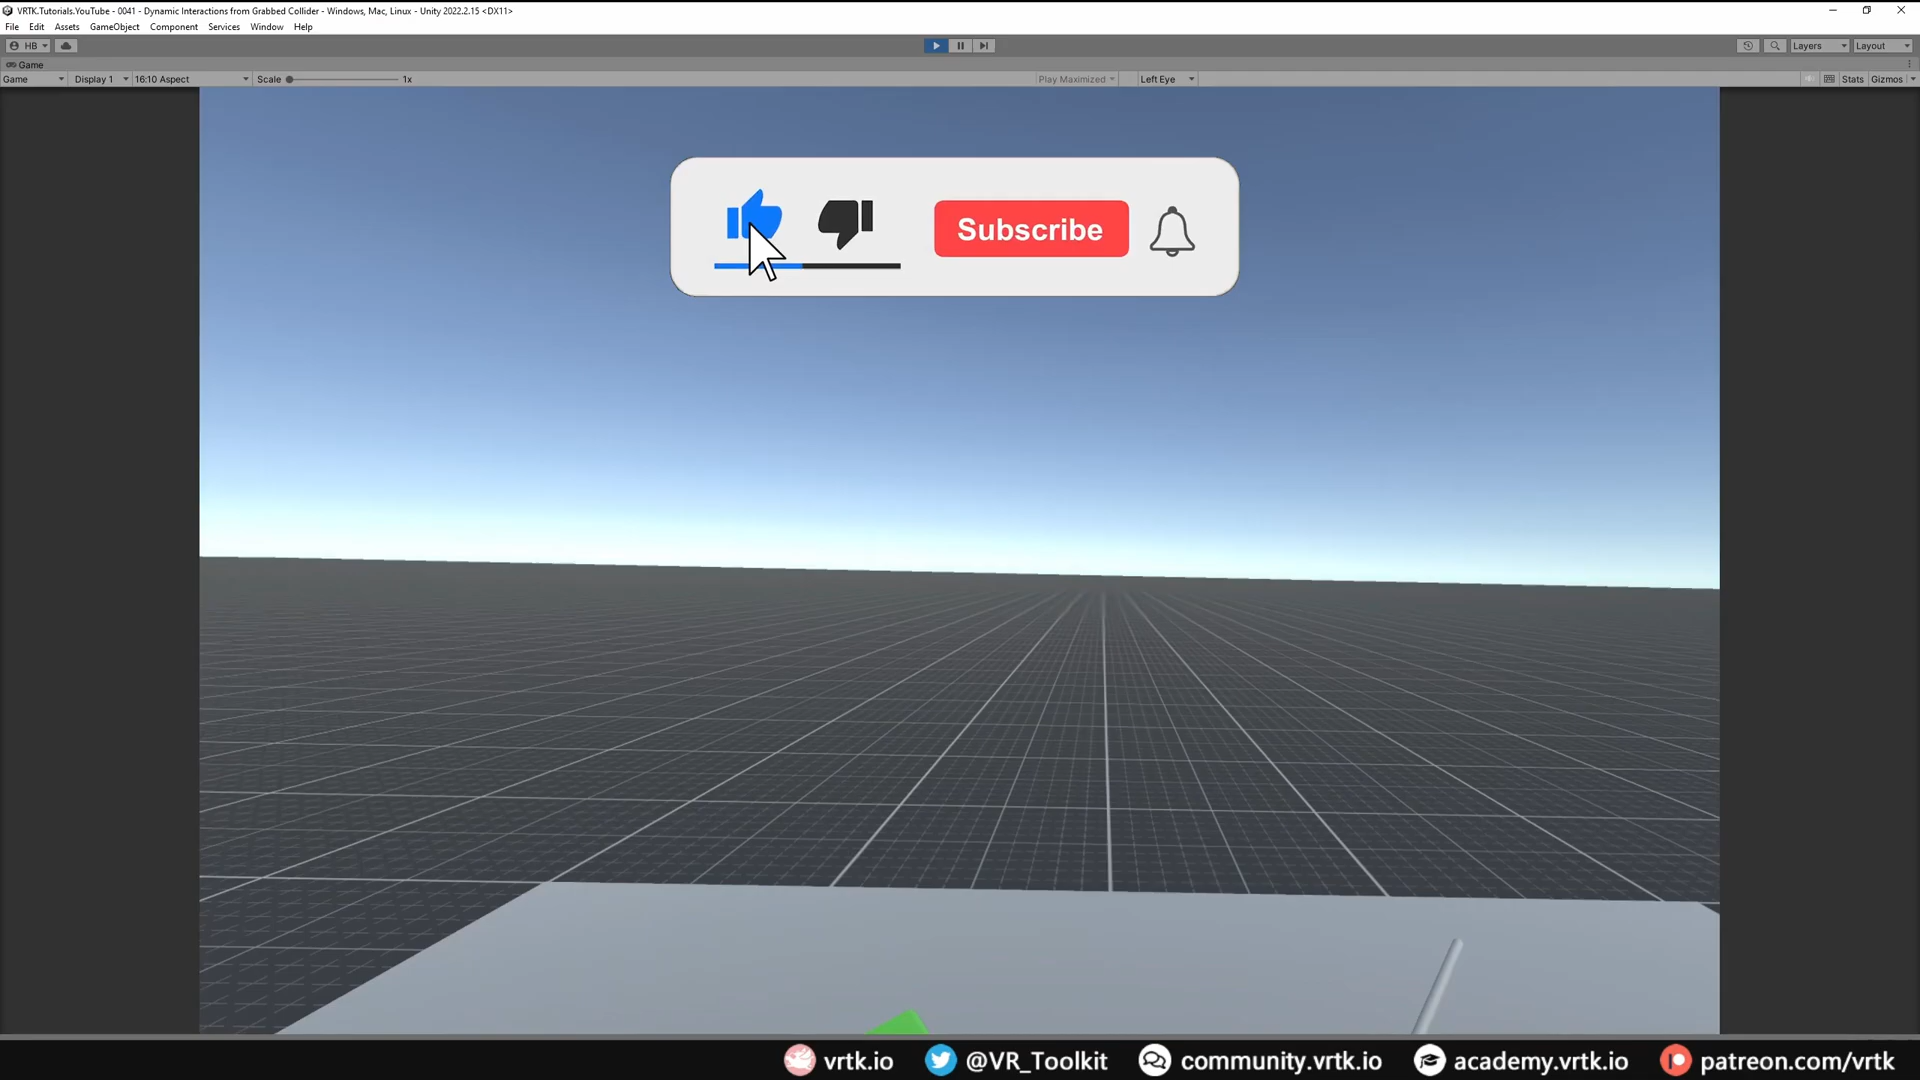 VRTK.Tutorials.YouTube - 0041 - Dynamic Interactions from Grabbed Collider - Windows, Mac, Linux - Unity 2022.2.15 <DX11>
File Edit Assets GameObject Component Services Window Help
HB Layers Layout
Game
Game Display 1 16:10 Aspect Scale 1x Play Maximized Left Eye Stats Gizmos
Subscribe
vrtk.io @VR_Toolkit community.vrtk.io academy.vrtk.io patreon.com/vrtk